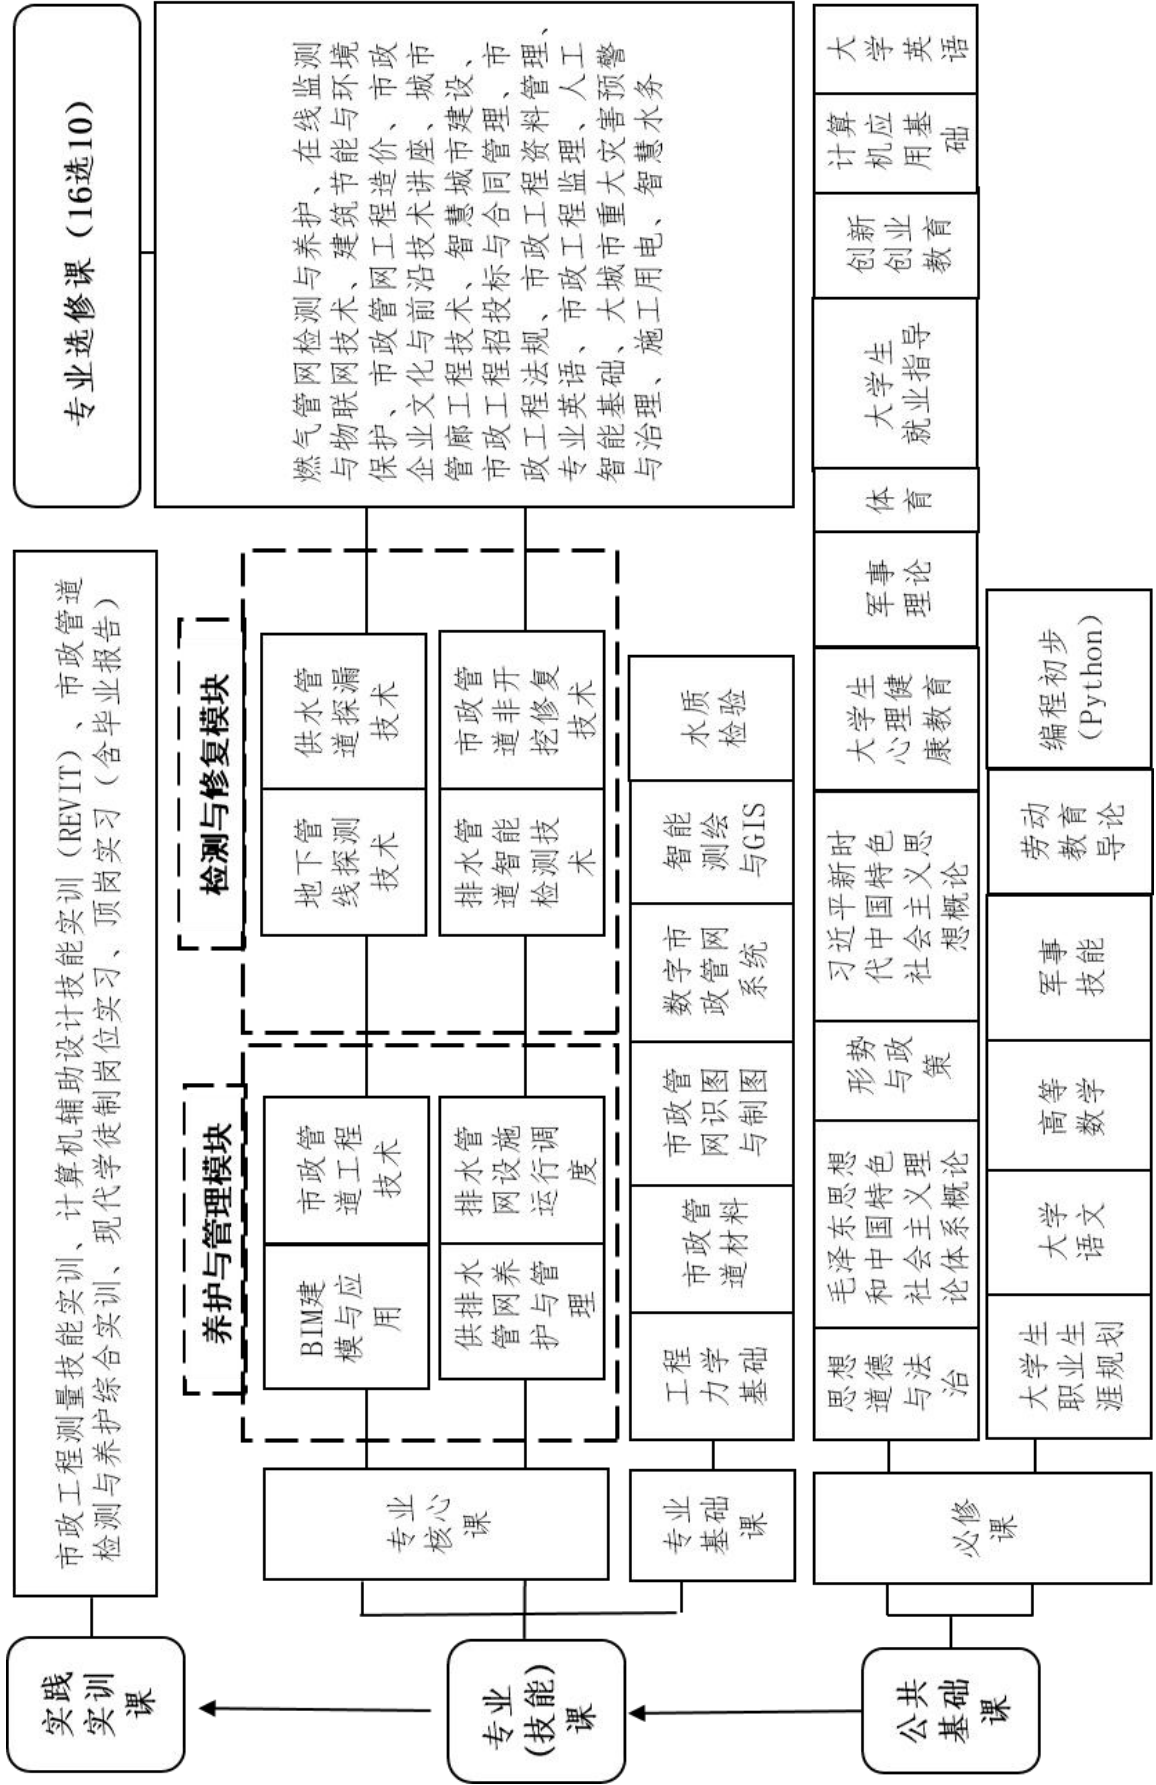 实践
实训
课
市政工程测量技能实训、计算机辅助设计技能实训（REVIT）、市政管道
检测与养护综合实训、现代学徒制岗位实习、顶岗实习（含毕业报告）
专业选修课（16选10）
燃气管网检测与养护、在线监测
与物联网技术、建筑节能与环境
保护、市政管网工程造价、市政
企业文化与前沿技术讲座、城市
管廊工程技术、智慧城市建设、
市政工程招投标与合同管理、市
政工程法规、市政工程资料管理、
专业英语、市政工程监理、人工
智能基础、大城市重大灾害预警
与治理、施工用电、智慧水务
养护与管理模块
检测与修复模块
专业
(技能)
课
专业
核心
课
BIM建
模与应
用
市政管
道工程
技术
地下管
线探测
技术
供水管
道探漏
技术
供排水
管网养
护与管
理
排水管
网设施
运行调
度
排水管
道智能
检测技
术
市政管
道非开
挖修复
技术
专业
基础
课
工程
力学
基础
市政管
道材料
市政管
网识图
与制图
数字市
政管网
系统
智能
测绘
与GIS
水质
检验
公共
基础
课
必修
课
思想
道德
与法
治
毛泽东思想
和中国特色
社会主义理
论体系概论
形势
与政
策
习近平新时
代中国特色
社会主义思
想概论
大学生
心理健
康教育
军事
理论
体
育
大学生
就业指导
创新
创业
教育
计算
机应
用基
础
大
学
英
语
大学生
职业生
涯规划
大学
语文
高等
数学
军事
技能
劳动
教育
导论
编程初步
(Python)